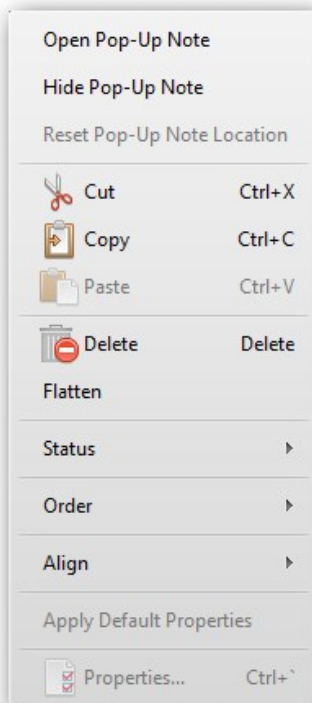 Open Pop-Up Note
Hide Pop-Up Note
Reset Pop-Up Note Location
Cut Ctrl+X
Copy Ctrl+C
Paste Ctrl+V
Delete Delete
Flatten
Status
Order
Align
Apply Default Properties
Properties... Ctrl+`